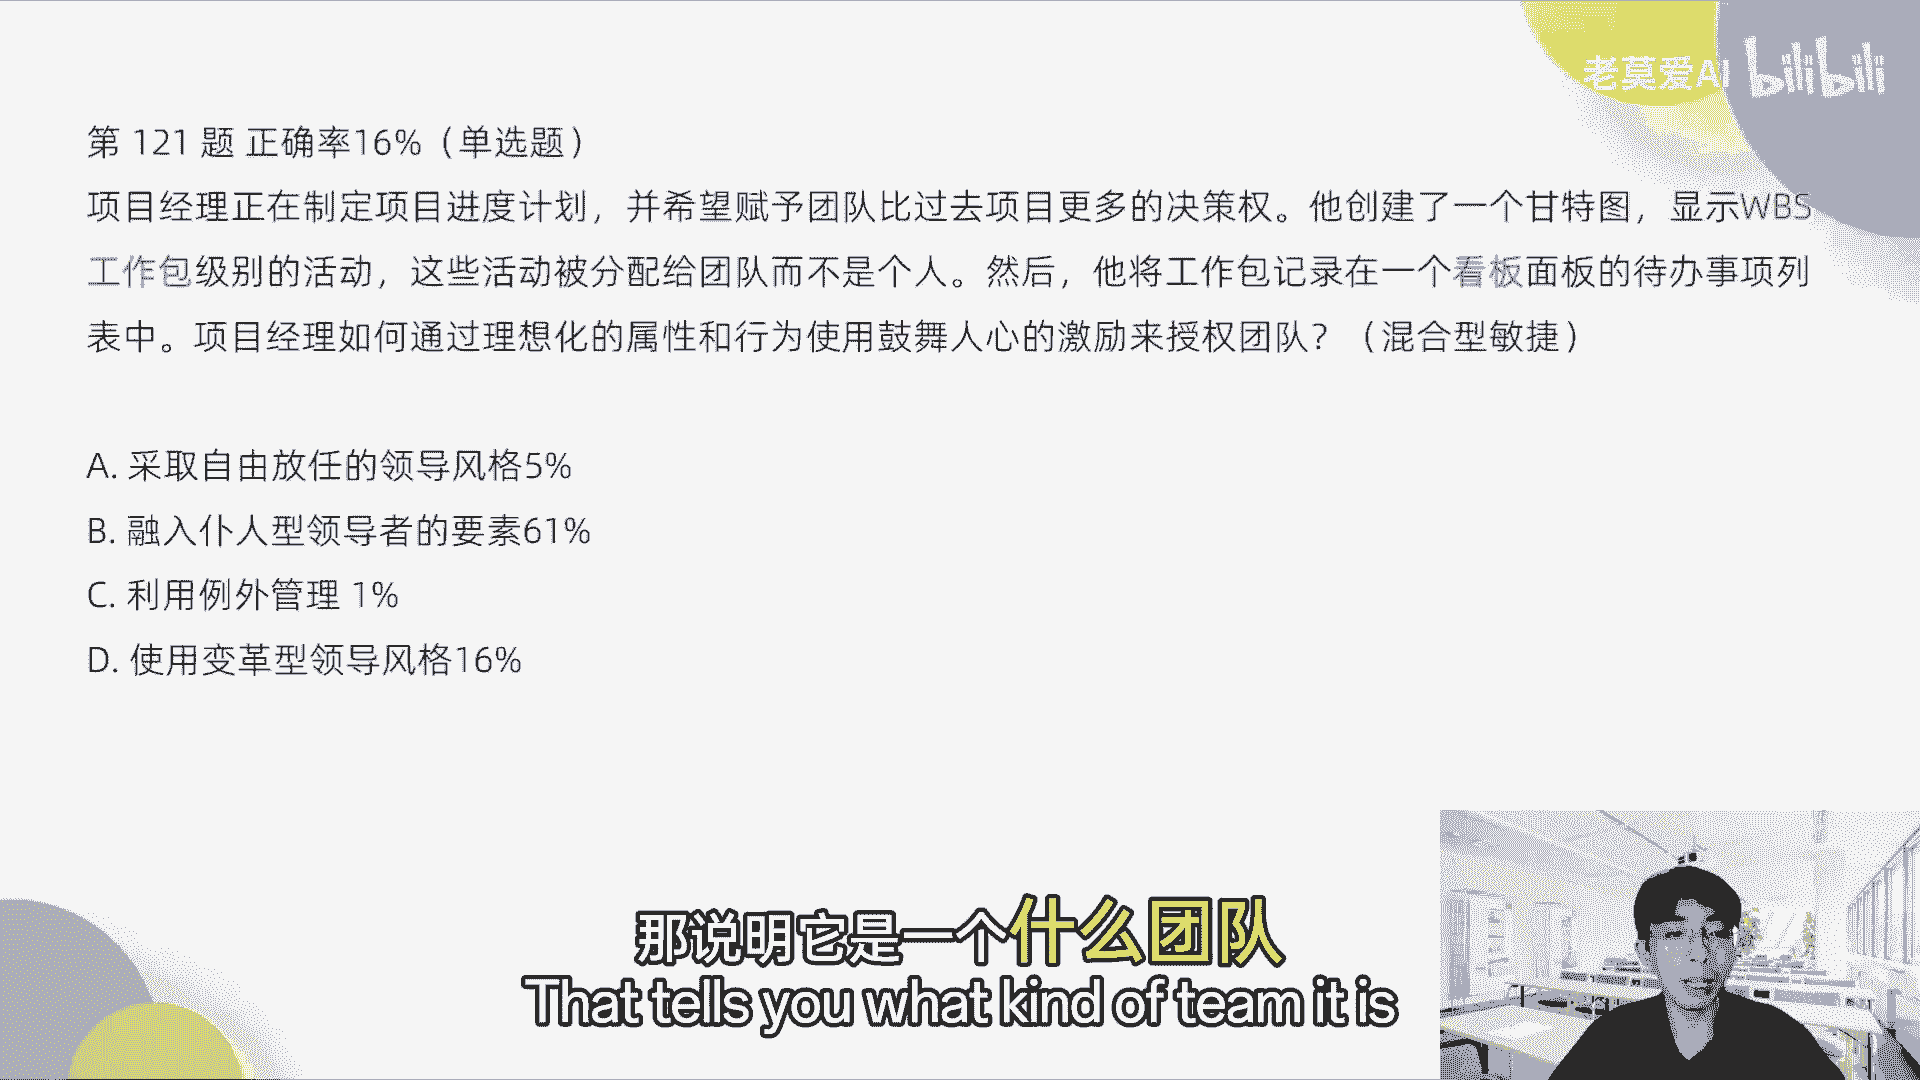 老莫爱AI bilibili
第 121 题 正确率16%（单选题）
项目经理正在制定项目进度计划，并希望赋予团队比过去项目更多的决策权。他创建了一个甘特图，显示WBS
工作包级别的活动，这些活动被分配给团队而不是个人。然后，他将工作包记录在一个看板面板的待办事项列
表中。项目经理如何通过理想化的属性和行为使用鼓舞人心的激励来授权团队？（混合型敏捷）
A. 采取自由放任的领导风格5%
B. 融入仆人型领导者的要素61%
C. 利用例外管理 1%
D. 使用变革型领导风格16%
那说明它是一个什么团队
That tells you what kind of team it is